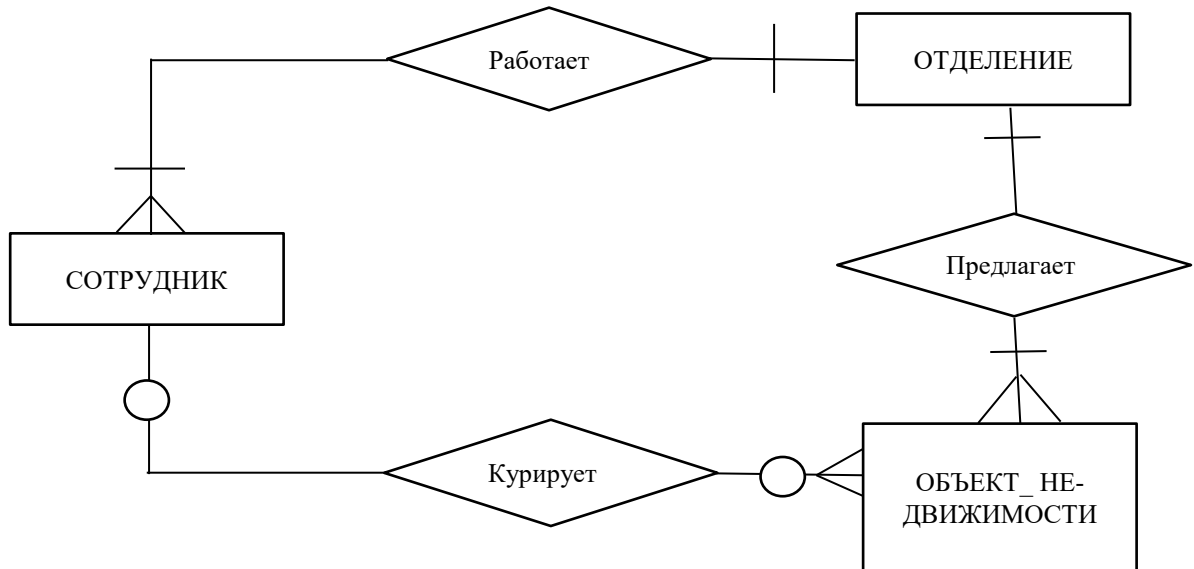 Работает
ОТДЕЛЕНИЕ
СОТРУДНИК
Предлагает
Курирует
ОБЪЕКТ_ НЕ-
ДВИЖИМОСТИ